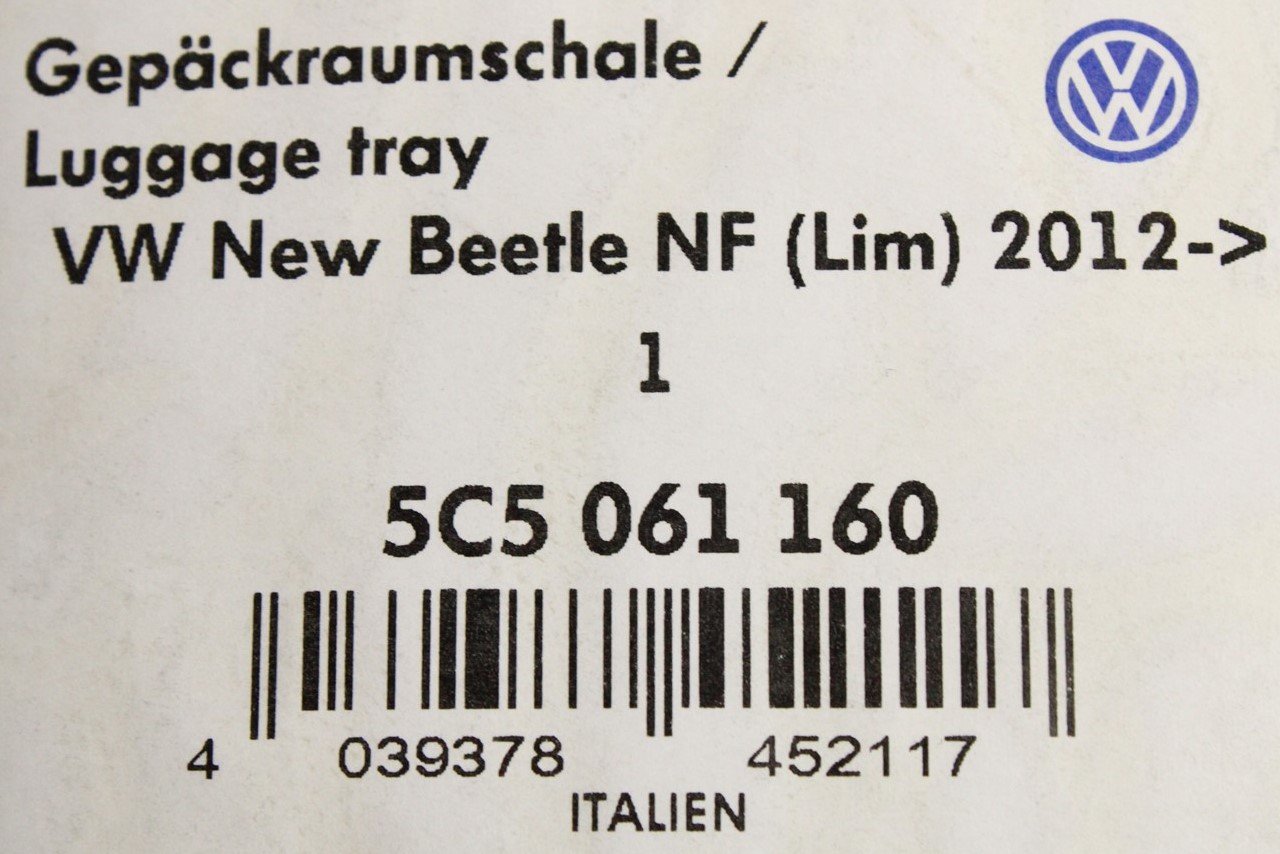 Gepäckraumschale /
Luggage tray
VW New Beetle NF (Lim) 2012->
1
5C5 061 160
4 039378 452117
ITALIEN